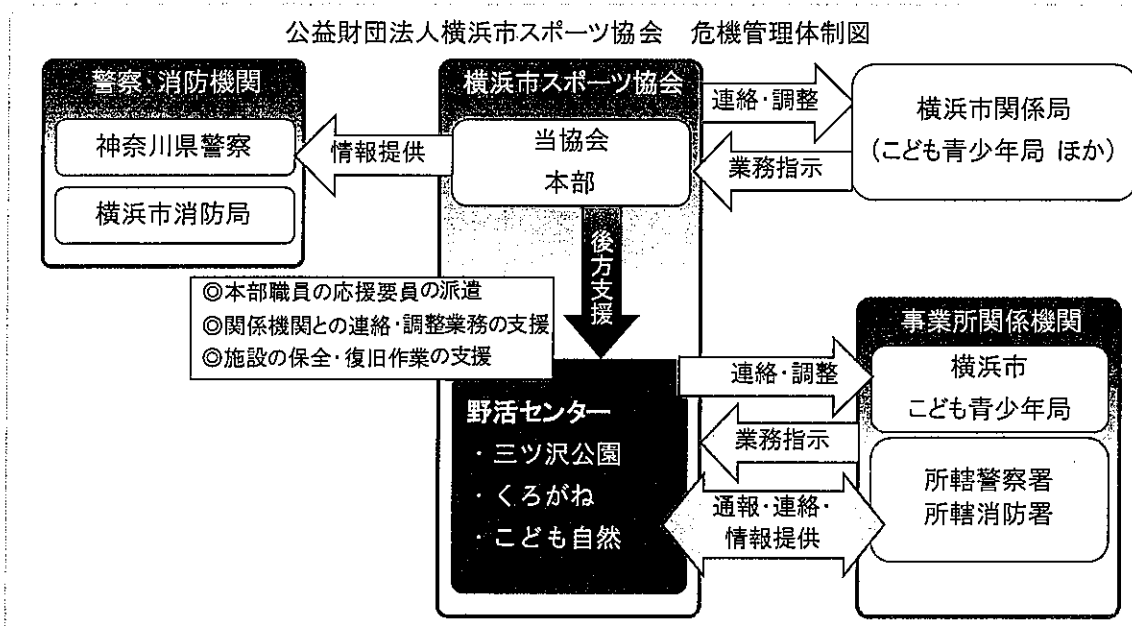 公益財団法人横浜市スポーツ協会　危機管理体制図
警察・消防機関
神奈川県警察
横浜市消防局
情報提供
横浜市スポーツ協会
当協会
本部
連絡・調整
業務指示
横浜市関係局
(こども青少年局 ほか)
後方支援
◎本部職員の応援要員の派遣
◎関係機関との連絡・調整業務の支援
◎施設の保全・復旧作業の支援
野活センター
・三ツ沢公園
・くろがね
・こども自然
連絡・調整
業務指示
通報・連絡・
情報提供
事業所関係機関
横浜市
こども青少年局
所轄警察署
所轄消防署